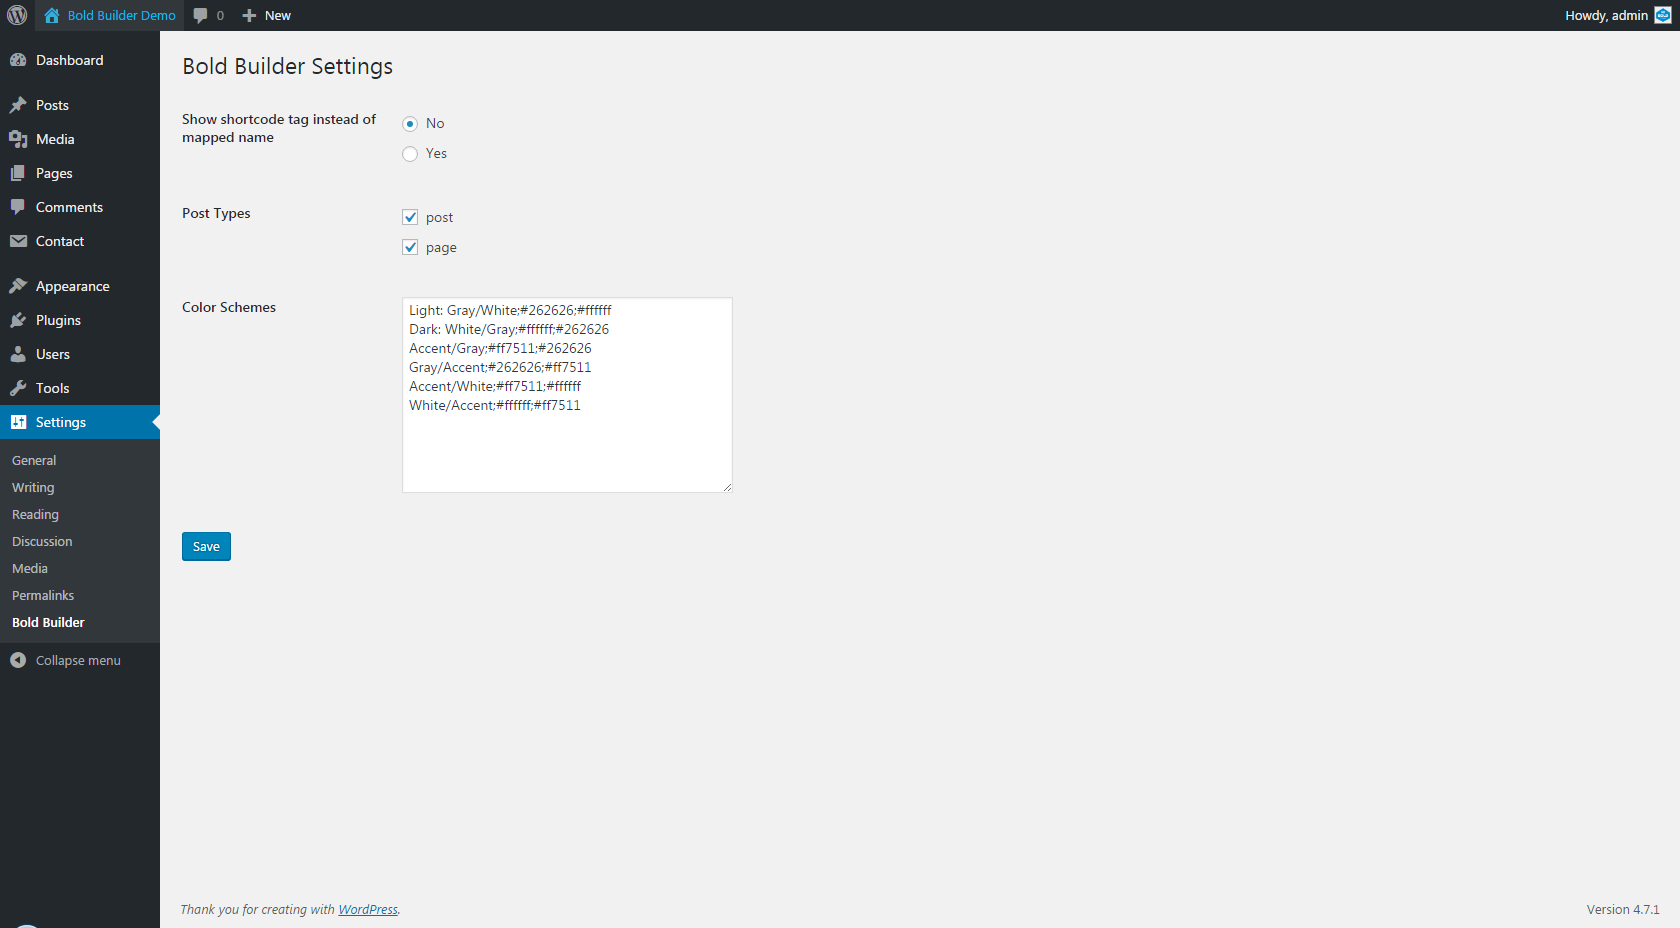 Bold Builder Demo
0
New
Howdy, admin
Dashboard
Posts
Media
Pages
Comments
Contact
Appearance
Plugins
Users
Tools
Settings
General
Writing
Reading
Discussion
Media
Permalinks
Bold Builder
Collapse menu
Bold Builder Settings
Show shortcode tag instead of
mapped name
No
Yes
Post Types
post
page
Color Schemes
Light: Gray/White;#262626;#ffffff
Dark: White/Gray;#ffffff;#262626
Accent/Gray;#ff7511;#262626
Gray/Accent;#262626;#ff7511
Accent/White;#ff7511;#ffffff
White/Accent;#ffffff;#ff7511
Save
Thank you for creating with WordPress.
Version 4.7.1